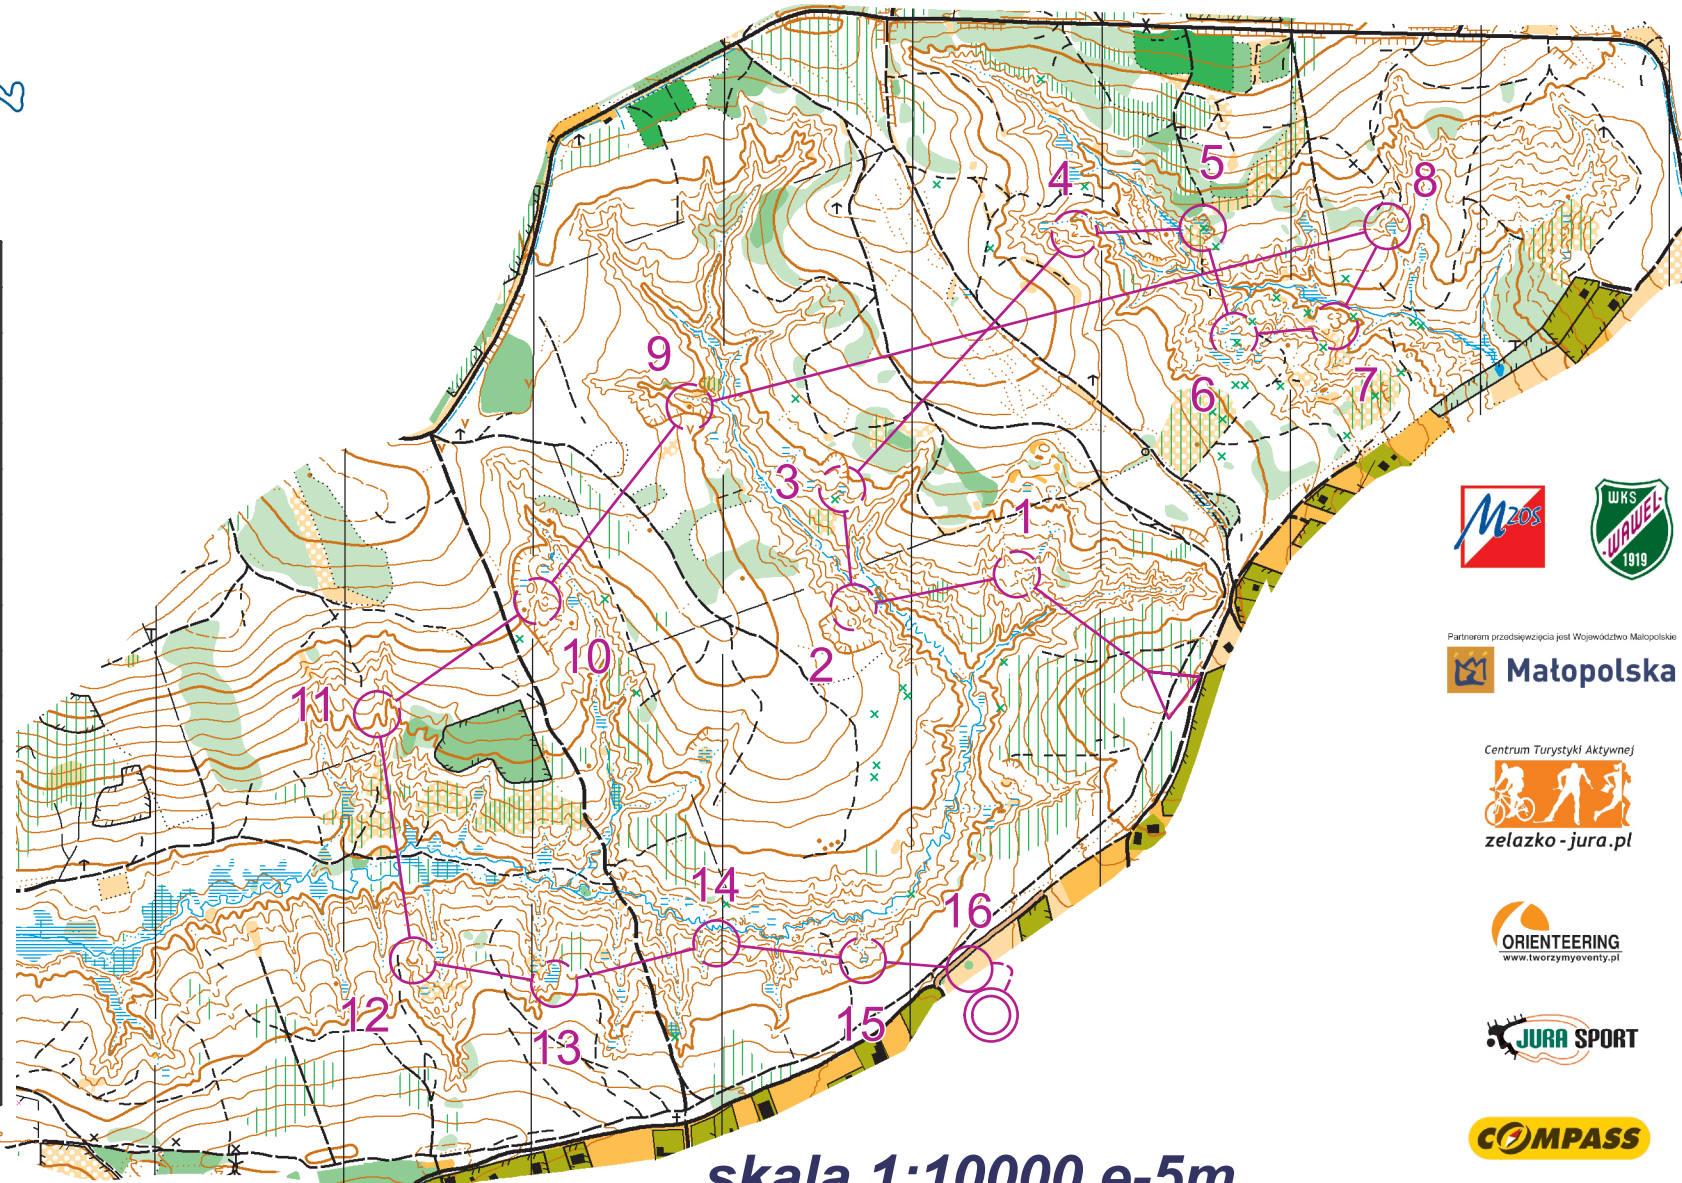 5
4
8
9
3
6
7
1
2
10
11
14
16
12
13
15
M2OS
WKS
WAWEL
1919
Partnerem przedsięwzięcia jest Województwo Małopolskie
Małopolska
Centrum Turystyki Aktywnej
zelazko-jura.pl
ORIENTEERING
www.tworzymyeventy.pl
JURA SPORT
COMPASS
skala 1:10000 e-5m